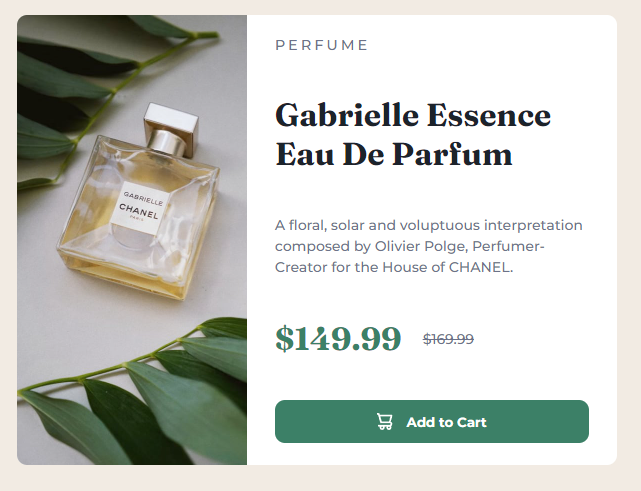 PERFUME
Gabrielle Essence
Eau De Parfum
A floral, solar and voluptuous interpretation
composed by Olivier Polge, Perfumer-
Creator for the House of CHANEL.
$149.99 $169.99
Add to Cart
GABRIELLE
CHANEL
PARIS